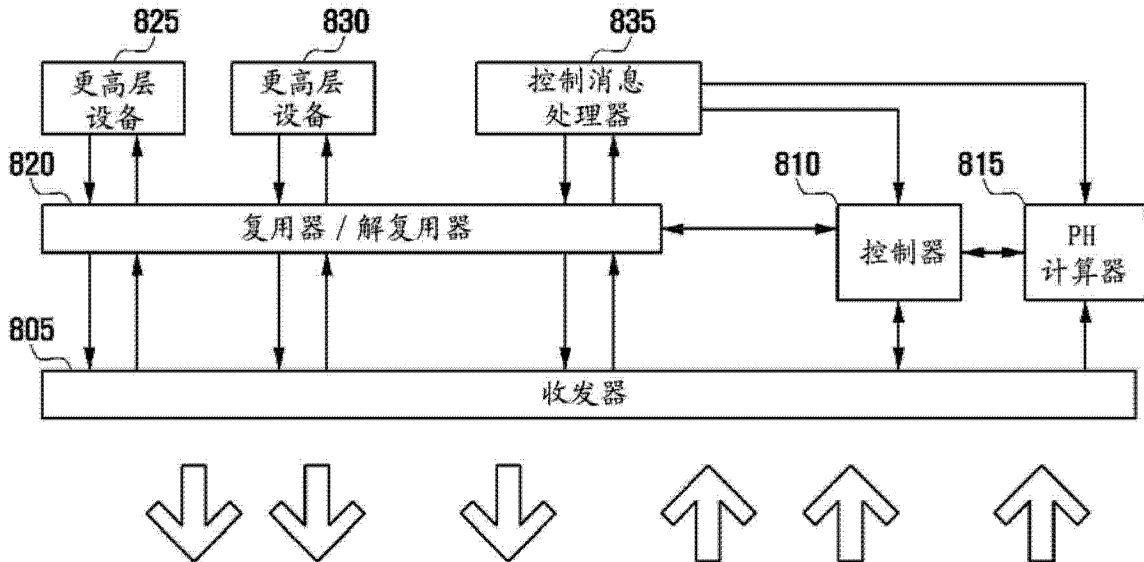 825
830
835
更高层
设备
更高层
设备
控制消息
处理器
820
810
815
复用器 / 解复用器
控制器
PH
计算器
805
收发器